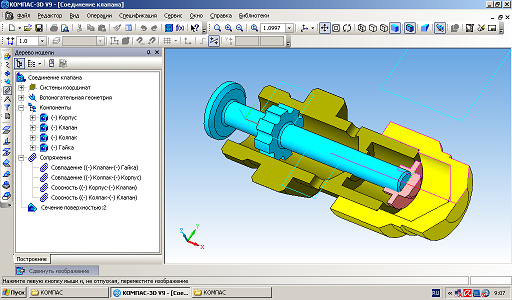 КОМПАС-3D V9 - [Соединение клапана]
Файл Редактор Вид Операции Спецификация Сервис Окно Справка Библиотеки
1.0997
1.0
Дерево модели
Соединение клапана
Системы координат
Вспомогательная геометрия
Компоненты
(-) Корпус
(-) Клапан
(-) Колпак
(-) Гайка
Сопряжения
Совпадение ((-) Клапан-(-) Гайка)
Совпадение ((-) Колпак-(-) Корпус)
Соосность ((-) Корпус-(-) Клапан)
Соосность ((-) Колпак-(-) Клапан)
Сечение поверхностью:2
Z
Y
X
Построение
Сдвинуть изображение
Нажмите левую кнопку мыши и, не отпуская, переместите изображение
КОМПАС
КОМПАС-3D V9 - [Сое...
КОМПАС
RU
9:07